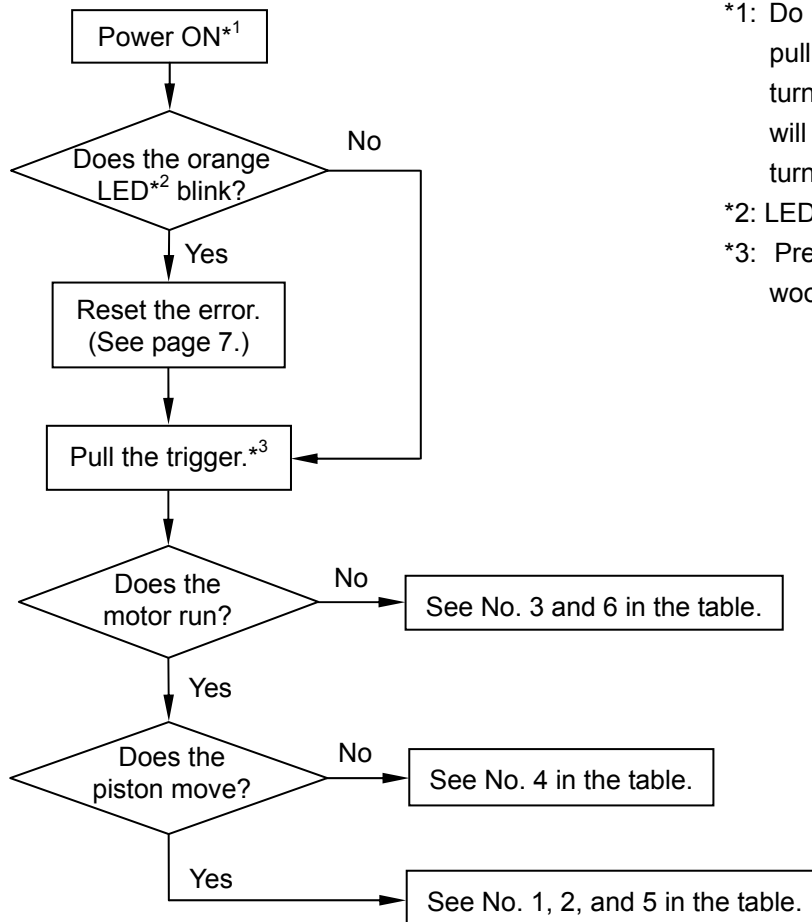 Power ON*1
Does the orange
LED*2 blink?
No
Yes
Reset the error.
(See page 7.)
Pull the trigger.*3
Does the
motor run?
No
See No. 3 and 6 in the table.
Yes
Does the
piston move?
No
See No. 4 in the table.
Yes
See No. 1, 2, and 5 in the table.
*1: Do
pull
turn
will
turn
*2: LED
*3: Pre
woo